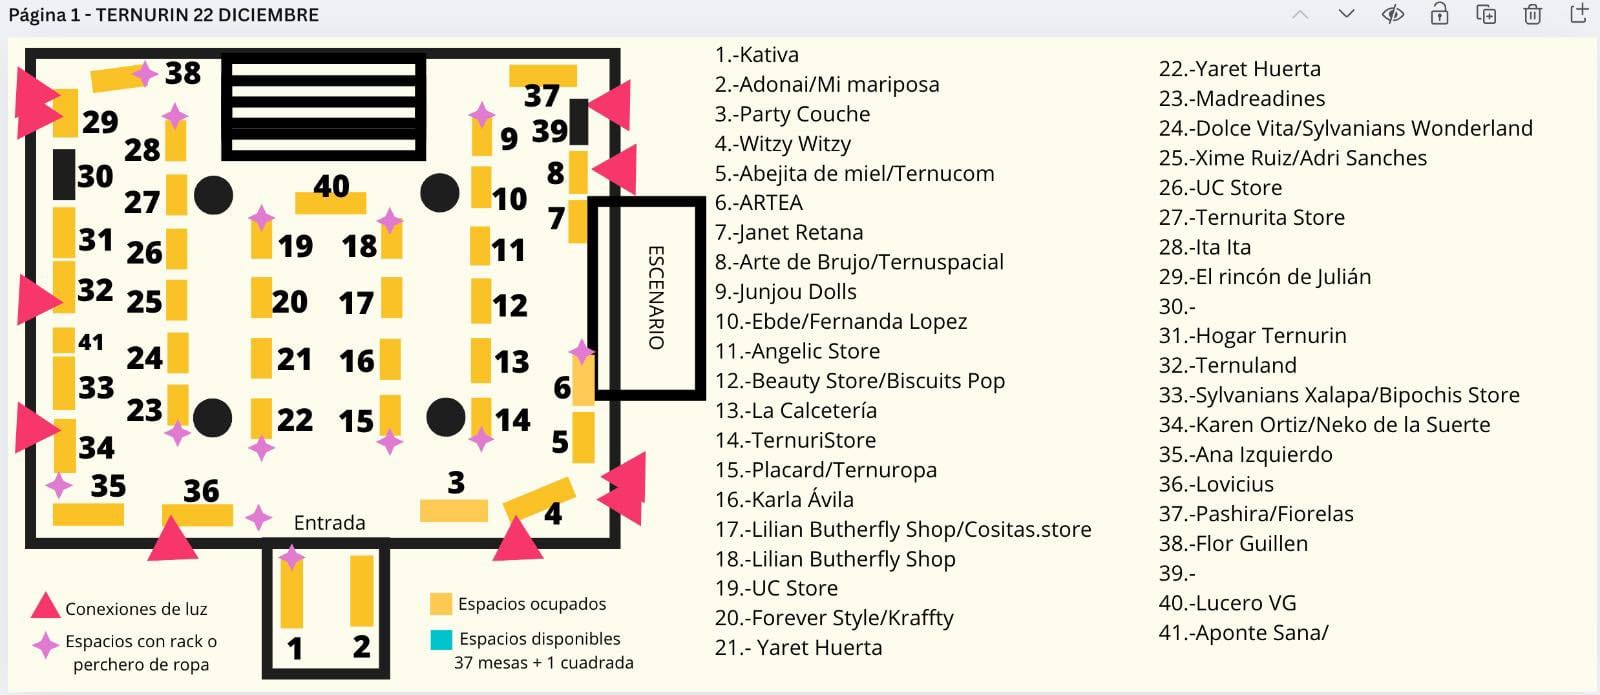 Página 1 - TERNURIN 22 DICIEMBRE
38
37
29
9
39
28
30
40
8
27
10
7
31
19
18
11
26
ESCENARIO
32
25
20
17
12
41
24
21
16
13
33
6
23
22
15
14
34
5
35
36
3
4
Entrada
1
2
Conexiones de luz
Espacios con rack o
perchero de ropa
Espacios ocupados
Espacios disponibles
37 mesas + 1 cuadrada
1.-Kativa
2.-Adonai/Mi mariposa
3.-Party Couche
4.-Witzy Witzy
5.-Abejita de miel/Ternucom
6.-ARTEA
7.-Janet Retana
8.-Arte de Brujo/Ternuspacial
9.-Junjou Dolls
10.-Ebde/Fernanda Lopez
11.-Angelic Store
12.-Beauty Store/Biscuits Pop
13.-La Calcetería
14.-TernuriStore
15.-Placard/Ternuropa
16.-Karla Ávila
17.-Lilian Butherfly Shop/Cositas.store
18.-Lilian Butherfly Shop
19.-UC Store
20.-Forever Style/Kraffty
21.- Yaret Huerta
22.-Yaret Huerta
23.-Madreadines
24.-Dolce Vita/Sylvanians Wonderland
25.-Xime Ruiz/Adri Sanches
26.-UC Store
27.-Ternurita Store
28.-Ita Ita
29.-El rincón de Julián
30.-
31.-Hogar Ternurin
32.-Ternuland
33.-Sylvanians Xalapa/Bipochis Store
34.-Karen Ortiz/Neko de la Suerte
35.-Ana Izquierdo
36.-Lovicius
37.-Pashira/Fiorelas
38.-Flor Guillen
39.-
40.-Lucero VG
41.-Aponte Sana/